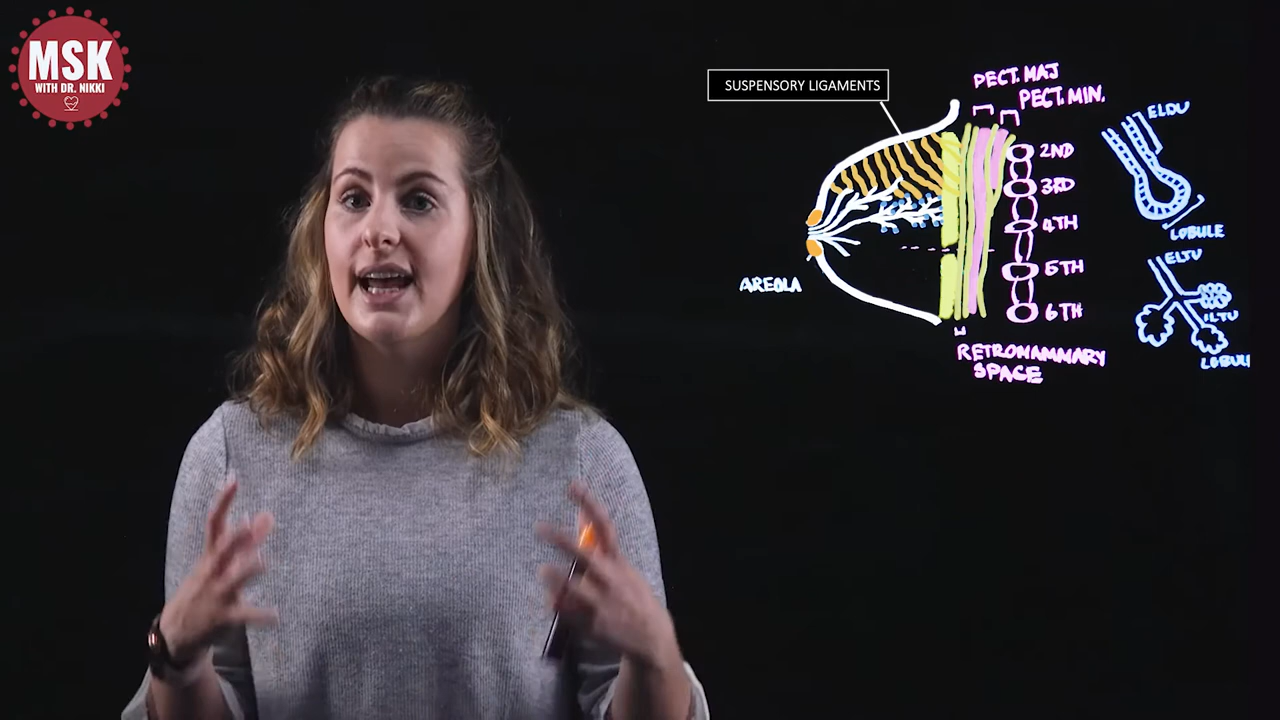 MSK
WITH DR. NIKKI
SUSPENSORY LIGAMENTS
PECT. MAJ
PECT. MIN.
2ND
3RD
4TH
5TH
6TH
AREOLA
RETROMAMMARY
SPACE
ELDU
LOBULE
ELTU
ILTU
LOBULI